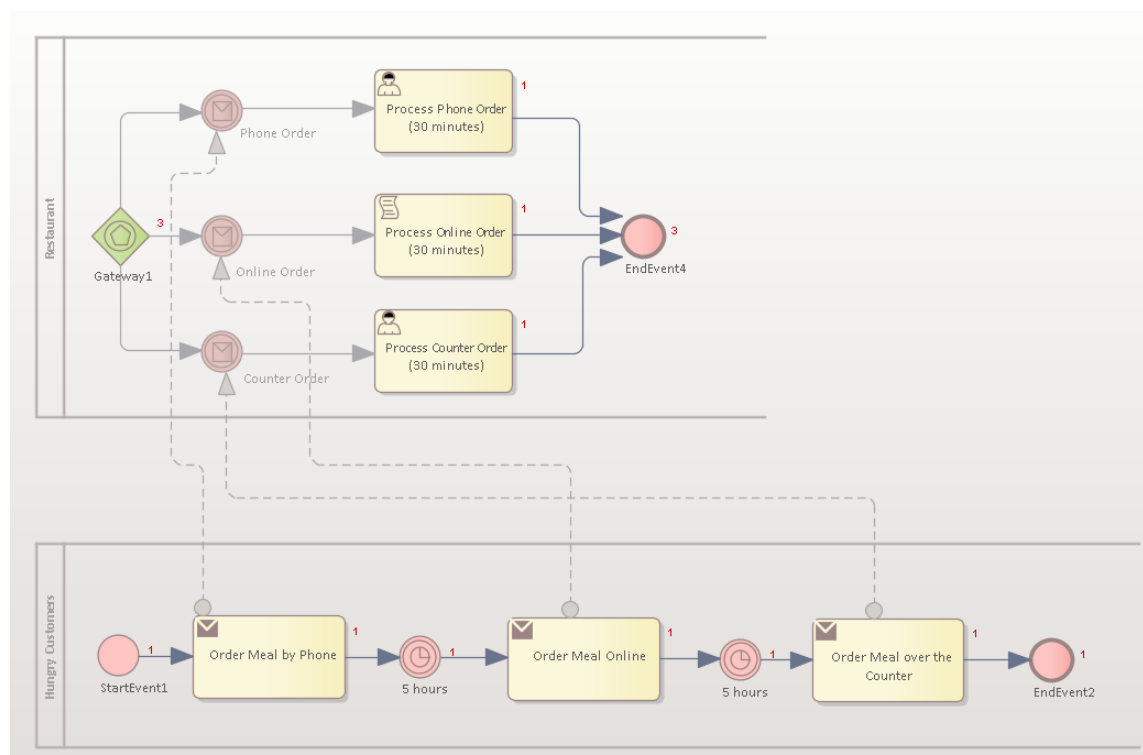 Restaurant
Phone Order
Process Phone Order
(30 minutes)
1
Gateway1
3
Online Order
Process Online Order
(30 minutes)
1
EndEvent4
3
Counter Order
Process Counter Order
(30 minutes)
1
Hungry Customers
StartEvent1
1
Order Meal by Phone
1
5 hours
1
Order Meal Online
1
5 hours
1
Order Meal over the
Counter
1
EndEvent2
1